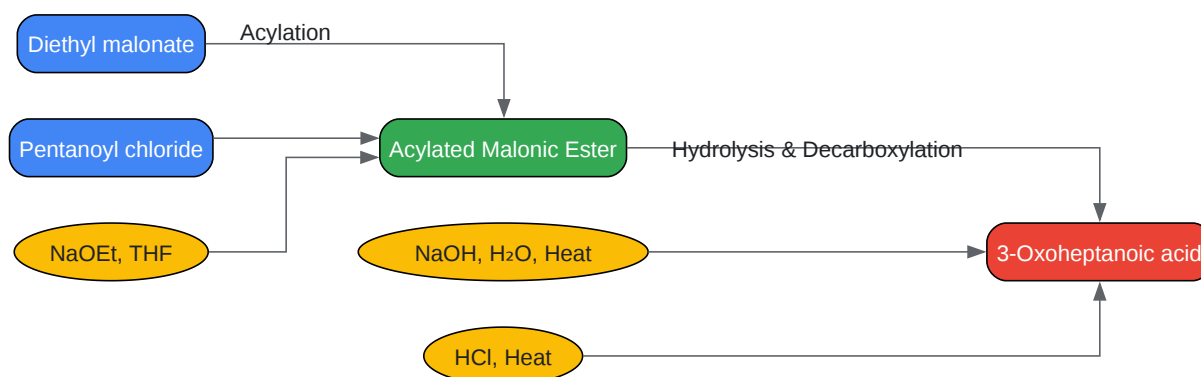 Diethyl malonate
Acylation
Pentanoyl chloride
Acylated Malonic Ester
Hydrolysis & Decarboxylation
NaOEt, THF
NaOH, H₂O, Heat
3-Oxoheptanoic acid
HCl, Heat